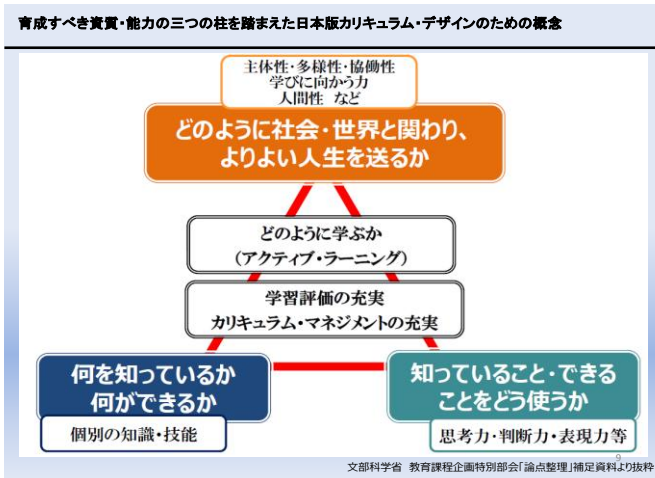 育成すべき資質・能力の三つの柱を踏まえた日本版カリキュラム・デザインのための概念
主体性・多様性・協働性
学びに向かう力
人間性 など
どのように社会・世界と関わり、
よりよい人生を送るか
どのように学ぶか
(アクティブ・ラーニング)
学習評価の充実
カリキュラム・マネジメントの充実
何を知っているか
何ができるか
個別の知識・技能
知っていること・できる
ことをどう使うか
思考力・判断力・表現力等
9
文部科学省 教育課程企画特別部会「論点整理」補足資料より抜粋